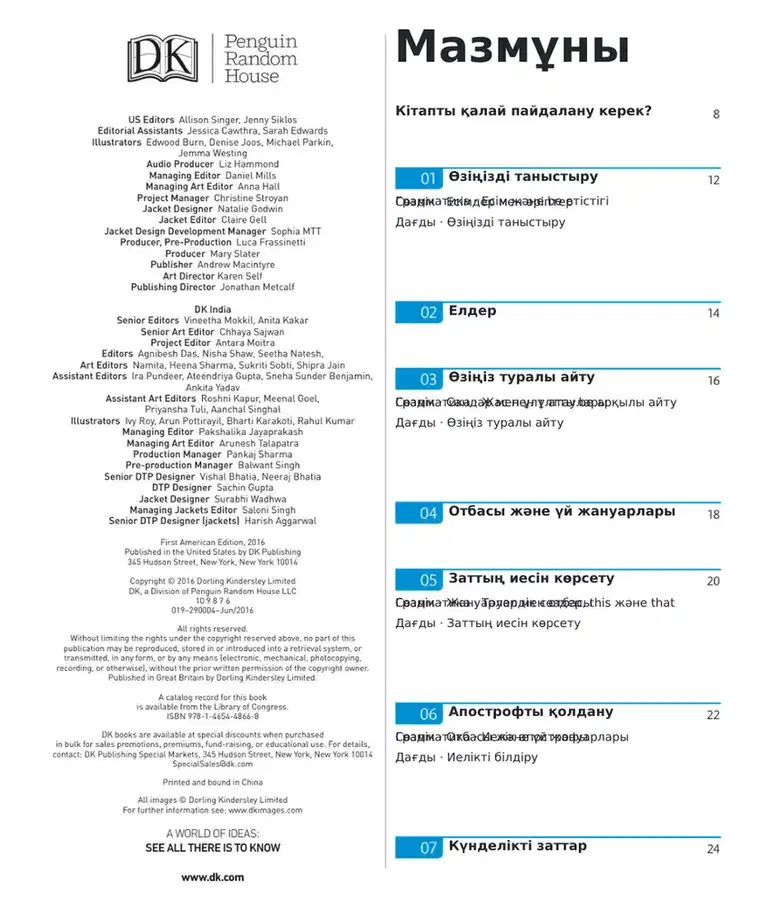 DK
Penguin
Random
House
US Editors Allison Singer, Jenny Siklos
Editorial Assistants Jessica Cawthra, Sarah Edwards
Illustrators Edwood Burn, Denise Joos, Michael Parkin,
Jemma Westing
Audio Producer Liz Hammond
Managing Editor Daniel Mills
Managing Art Editor Anna Hall
Project Manager Christine Stroyan
Jacket Designer Natalie Godwin
Jacket Editor Claire Gell
Jacket Design Development Manager Sophia MTT
Producer, Pre-Production Luca Frassinetti
Producer Mary Slater
Publisher Andrew Macintyre
Art Director Karen Self
Publishing Director Jonathan Metcalf
DK India
Senior Editors Vineetha Mokkil, Anita Kakar
Senior Art Editor Chhaya Sajwan
Project Editor Antara Moitra
Editors Agnibesh Das, Nisha Shaw, Seetha Natesh,
Art Editors Namita, Heena Sharma, Sukriti Sobti, Shipra Jain
Assistant Editors Ira Pundeer, Ateendriya Gupta, Sneha Sunder Benjamin,
Ankita Yadav
Assistant Art Editors Roshni Kapur, Meenal Goel,
Priyansha Tuli, Aanchal Singhal
Illustrators Ivy Roy, Arun Pottirayil, Bharti Karakoti, Rahul Kumar
Managing Editor Pakshalika Jayaprakash
Managing Art Editor Arunesh Talapatra
Production Manager Pankaj Sharma
Pre-production Manager Balwant Singh
Senior DTP Designer Vishal Bhatia, Neeraj Bhatia
DTP Designer Sachin Gupta
Jacket Designer Surabhi Wadhwa
Managing Jackets Editor Saloni Singh
Senior DTP Designer (jackets) Harish Aggarwal
First American Edition, 2016
Published in the United States by DK Publishing
345 Hudson Street, New York, New York 10014
Copyright © 2016 Dorling Kindersley Limited
DK, a Division of Penguin Random House LLC
10 9 8 7 6
019–290004–Jun/2016
All rights reserved.
Without limiting the rights under the copyright reserved above, no part of this
publication may be reproduced, stored in or introduced into a retrieval system, or
transmitted, in any form, or by any means (electronic, mechanical, photocopying,
recording, or otherwise), without the prior written permission of the copyright owner.
Published in Great Britain by Dorling Kindersley Limited.
A catalog record for this book
is available from the Library of Congress.
ISBN 978-1-4654-4866-8
DK books are available at special discounts when purchased
in bulk for sales promotions, premiums, fund-raising, or educational use. For details,
contact: DK Publishing Special Markets, 345 Hudson Street, New York, New York 10014
SpecialSales@dk.com
Printed and bound in China
All images © Dorling Kindersley Limited
For further information see: www.dkimages.com
A WORLD OF IDEAS:
SEE ALL THERE IS TO KNOW
www.dk.com
Мазмұны
Кітапты қалай пайдалану керек? 8
01 Өзіңізді таныстыру 12
Дағды · Өзіңізді таныстыру
02 Елдер 14
03 Өзіңіз туралы айту 16
Дағды · Өзіңіз туралы айту
04 Отбасы және үй жануарлары 18
05 Заттың иесін көрсету 20
this және that
Дағды · Заттың иесін көрсету
06 Апострофты қолдану 22
Дағды · Иелікті білдіру
07 Күнделікті заттар 24